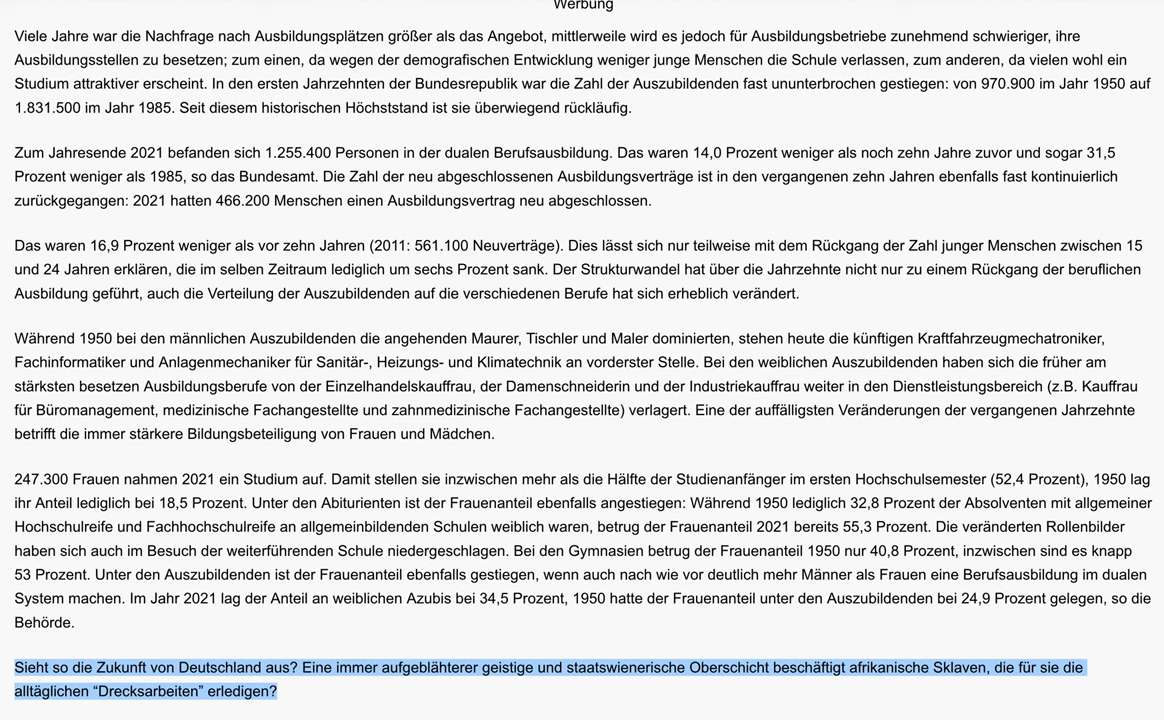 Werbung
Viele Jahre war die Nachfrage nach Ausbildungsplätzen größer als das Angebot, mittlerweile wird es jedoch für Ausbildungsbetriebe zunehmend schwieriger, ihre
Ausbildungsstellen zu besetzen; zum einen, da wegen der demografischen Entwicklung weniger junge Menschen die Schule verlassen, zum anderen, da vielen wohl ein
Studium attraktiver erscheint. In den ersten Jahrzehnten der Bundesrepublik war die Zahl der Auszubildenden fast ununterbrochen gestiegen: von 970.900 im Jahr 1950 auf
1.831.500 im Jahr 1985. Seit diesem historischen Höchststand ist sie überwiegend rückläufig.
Zum Jahresende 2021 befanden sich 1.255.400 Personen in der dualen Berufsausbildung. Das waren 14,0 Prozent weniger als noch zehn Jahre zuvor und sogar 31,5
Prozent weniger als 1985, so das Bundesamt. Die Zahl der neu abgeschlossenen Ausbildungsverträge ist in den vergangenen zehn Jahren ebenfalls fast kontinuierlich
zurückgegangen: 2021 hatten 466.200 Menschen einen Ausbildungsvertrag neu abgeschlossen.
Das waren 16,9 Prozent weniger als vor zehn Jahren (2011: 561.100 Neuverträge). Dies lässt sich nur teilweise mit dem Rückgang der Zahl junger Menschen zwischen 15
und 24 Jahren erklären, die im selben Zeitraum lediglich um sechs Prozent sank. Der Strukturwandel hat über die Jahrzehnte nicht nur zu einem Rückgang der beruflichen
Ausbildung geführt, auch die Verteilung der Auszubildenden auf die verschiedenen Berufe hat sich erheblich verändert.
Während 1950 bei den männlichen Auszubildenden die angehenden Maurer, Tischler und Maler dominierten, stehen heute die künftigen Kraftfahrzeugmechatroniker,
Fachinformatiker und Anlagenmechaniker für Sanitär-, Heizungs- und Klimatechnik an vorderster Stelle. Bei den weiblichen Auszubildenden haben sich die früher am
stärksten besetzen Ausbildungsberufe von der Einzelhandelskauffrau, der Damenschneiderin und der Industriekauffrau weiter in den Dienstleistungsbereich (z.B. Kauffrau
für Büromanagement, medizinische Fachangestellte und zahnmedizinische Fachangestellte) verlagert. Eine der auffälligsten Veränderungen der vergangenen Jahrzehnte
betrifft die immer stärkere Bildungsbeteiligung von Frauen und Mädchen.
247.300 Frauen nahmen 2021 ein Studium auf. Damit stellen sie inzwischen mehr als die Hälfte der Studienanfänger im ersten Hochschulsemester (52,4 Prozent), 1950 lag
ihr Anteil lediglich bei 18,5 Prozent. Unter den Abiturienten ist der Frauenanteil ebenfalls angestiegen: Während 1950 lediglich 32,8 Prozent der Absolventen mit allgemeiner
Hochschulreife und Fachhochschulreife an allgemeinbildenden Schulen weiblich waren, betrug der Frauenanteil 2021 bereits 55,3 Prozent. Die veränderten Rollenbilder
haben sich auch im Besuch der weiterführenden Schule niedergeschlagen. Bei den Gymnasien betrug der Frauenanteil 1950 nur 40,8 Prozent, inzwischen sind es knapp
53 Prozent. Unter den Auszubildenden ist der Frauenanteil ebenfalls gestiegen, wenn auch nach wie vor deutlich mehr Männer als Frauen eine Berufsausbildung im dualen
System machen. Im Jahr 2021 lag der Anteil an weiblichen Azubis bei 34,5 Prozent, 1950 hatte der Frauenanteil unter den Auszubildenden bei 24,9 Prozent gelegen, so die
Behörde.
Sieht so die Zukunft von Deutschland aus? Eine immer aufgeblähterer geistige und staatswienerische Oberschicht beschäftigt afrikanische Sklaven, die für sie die
alltäglichen “Drecksarbeiten” erledigen?